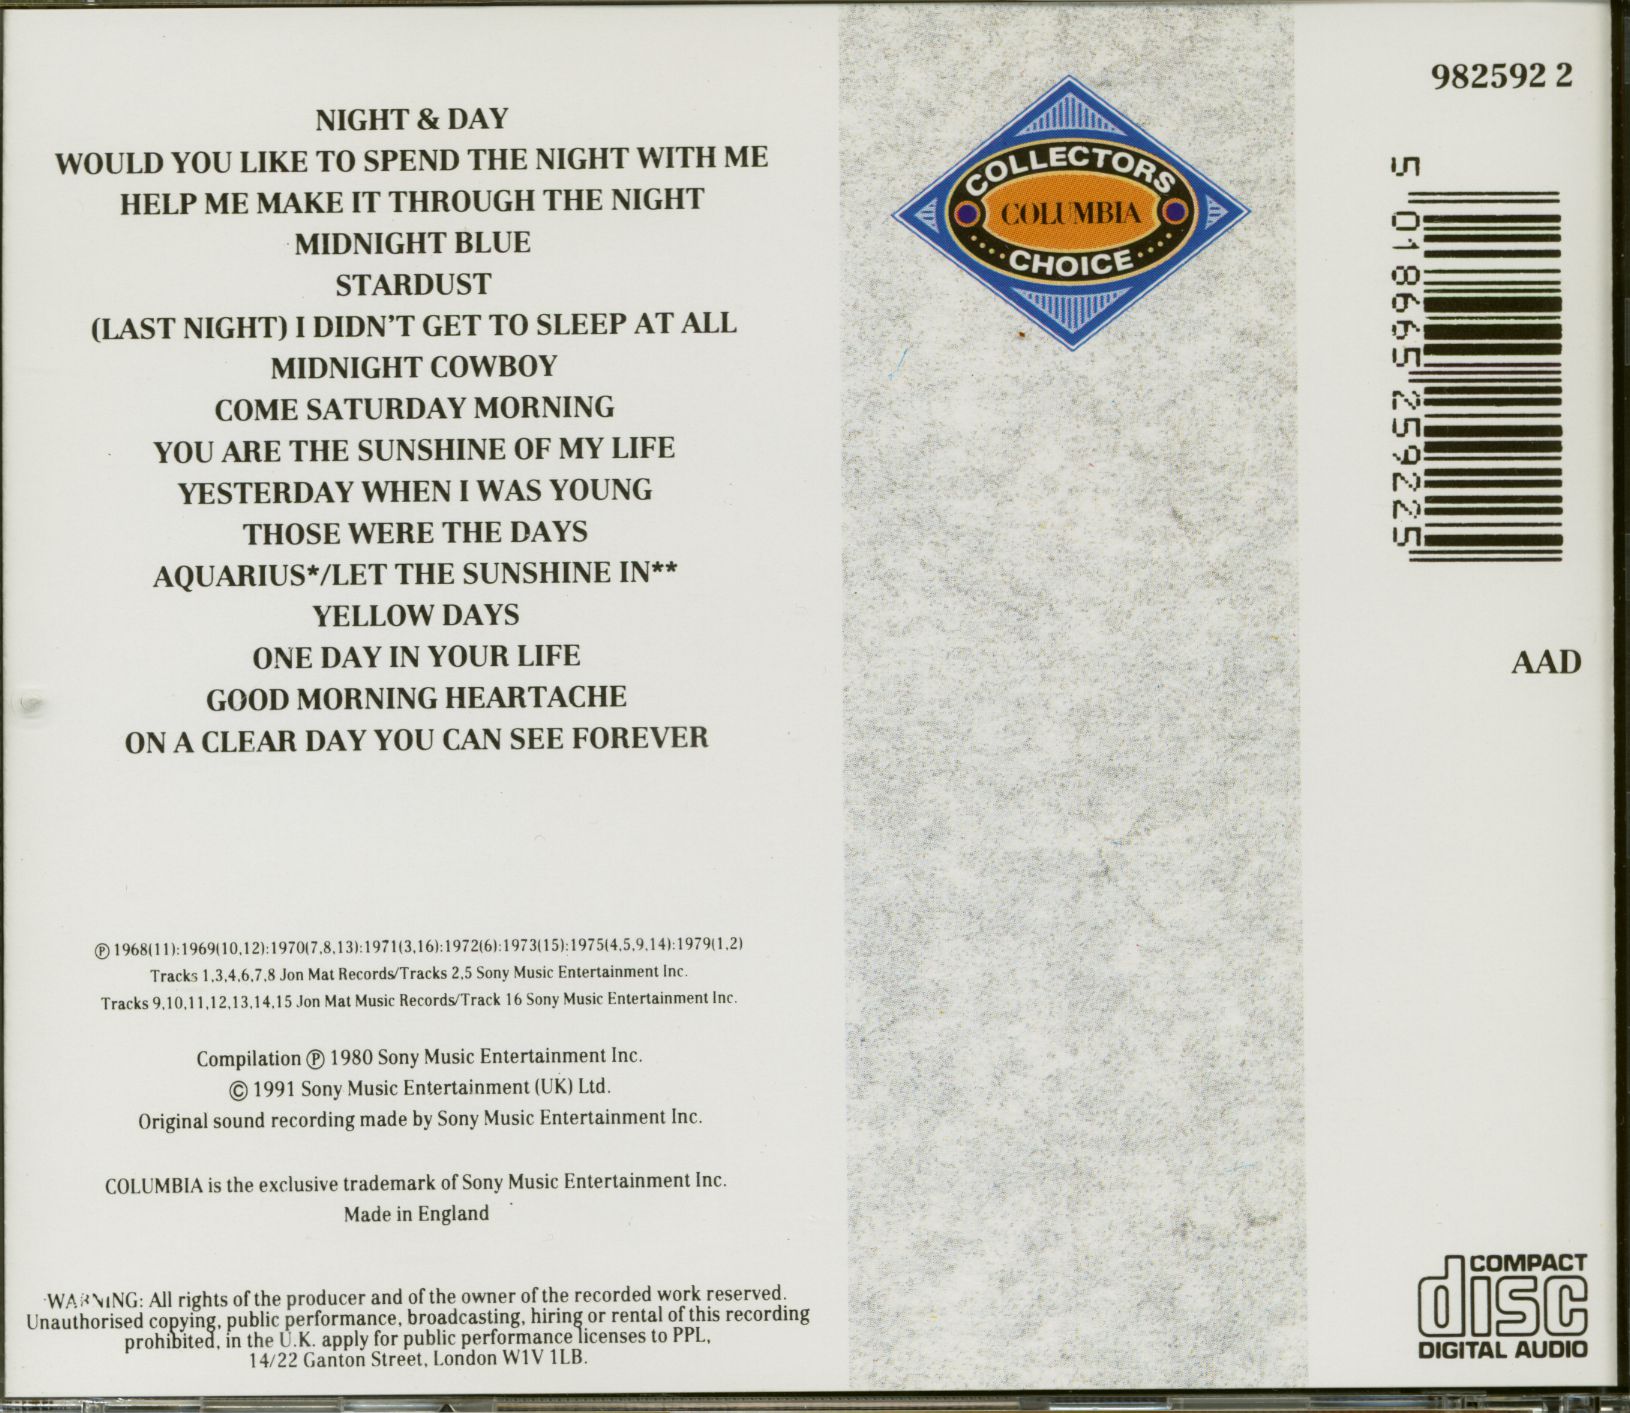 NIGHT & DAY
WOULD YOU LIKE TO SPEND THE NIGHT WITH ME
HELP ME MAKE IT THROUGH THE NIGHT
MIDNIGHT BLUE
STARDUST
(LAST NIGHT) I DIDN'T GET TO SLEEP AT ALL
MIDNIGHT COWBOY
COME SATURDAY MORNING
YOU ARE THE SUNSHINE OF MY LIFE
YESTERDAY WHEN I WAS YOUNG
THOSE WERE THE DAYS
AQUARIUS*/LET THE SUNSHINE IN**
YELLOW DAYS
ONE DAY IN YOUR LIFE
GOOD MORNING HEARTACHE
ON A CLEAR DAY YOU CAN SEE FOREVER
℗ 1968(11):1969(10,12):1970(7,8,13):1971(3,16):1972(6):1973(15):1975(4,5,9,14):1979(1,2)
Tracks 1,3,4,6,7,8 Jon Mat Records/Tracks 2,5 Sony Music Entertainment Inc.
Tracks 9,10,11,12,13,14,15 Jon Mat Music Records/Track 16 Sony Music Entertainment Inc.
Compilation ℗ 1980 Sony Music Entertainment Inc.
© 1991 Sony Music Entertainment (UK) Ltd.
Original sound recording made by Sony Music Entertainment Inc.
COLUMBIA is the exclusive trademark of Sony Music Entertainment Inc.
Made in England
WARNING: All rights of the producer and of the owner of the recorded work reserved.
Unauthorised copying, public performance, broadcasting, hiring or rental of this recording
prohibited, in the U.K. apply for public performance licenses to PPL,
14/22 Ganton Street, London W1V 1LB.
COLLECTORS
COLUMBIA
CHOICE
982592 2
5 018665 259225
AAD
COMPACT
disc
DIGITAL AUDIO